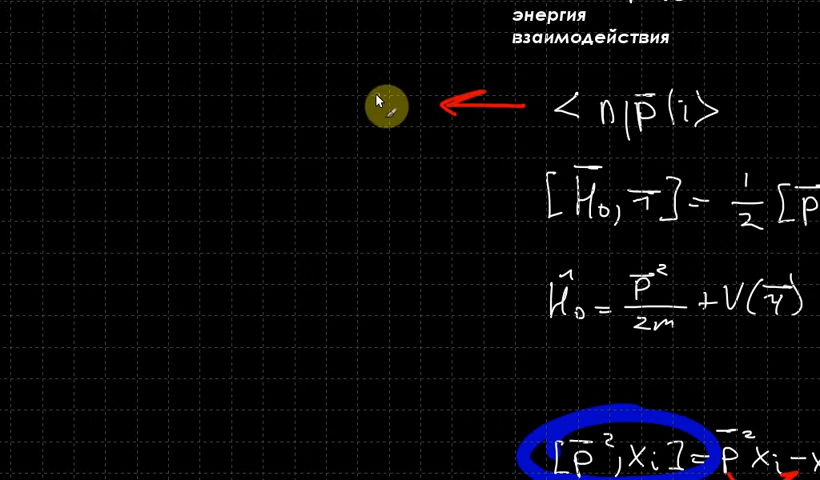 энергия
взаимодействия
< n|p̄|i>
[H̄₀, r̄] = 1/2 [p̄
Ĥ₀ = p̄²/2m + V(r̄)
[p̄², xᵢ] = p̄²xᵢ - x